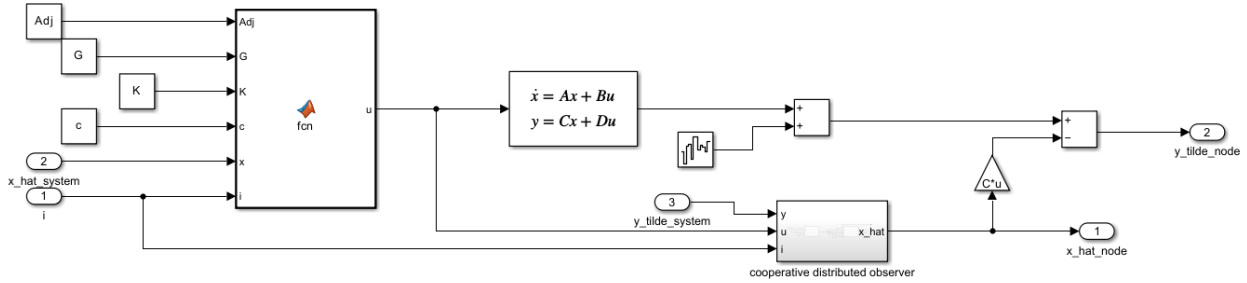 Adj
G
K
c
2
x_hat_system
1
i
Adj
G
K
c
x
i
fcn
u
ẋ = Ax + Bu
y = Cx + Du
+
+
+
−
2
y_tilde_node
C*u
3
y_tilde_system
y
u
i
x_hat
cooperative distributed observer
1
x_hat_node